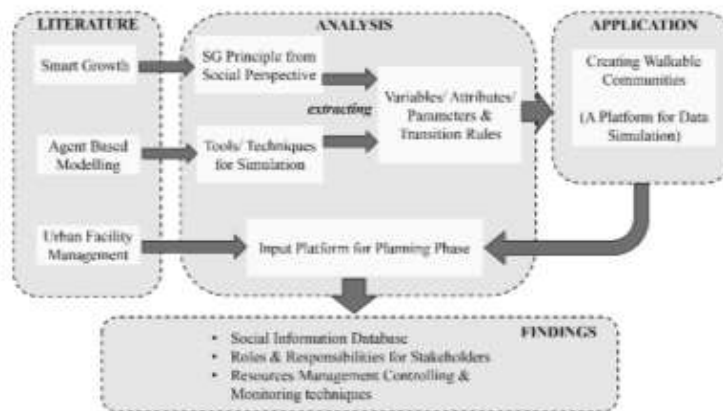 LITERATURE
Smart Growth
Agent Based
Modelling
Urban Facility
Management
ANALYSIS
SG Principle from
Social Perspective
extracting
Tools/ Techniques
for Simulation
Variables/ Attributes/
Parameters &
Transition Rules
Input Platform for Planning Phase
APPLICATION
Creating Walkable
Communities
(A Platform for Data
Simulation)
FINDINGS
• Social Information Database
• Roles & Responsibilities for Stakeholders
• Resources Management Controlling &
Monitoring techniques